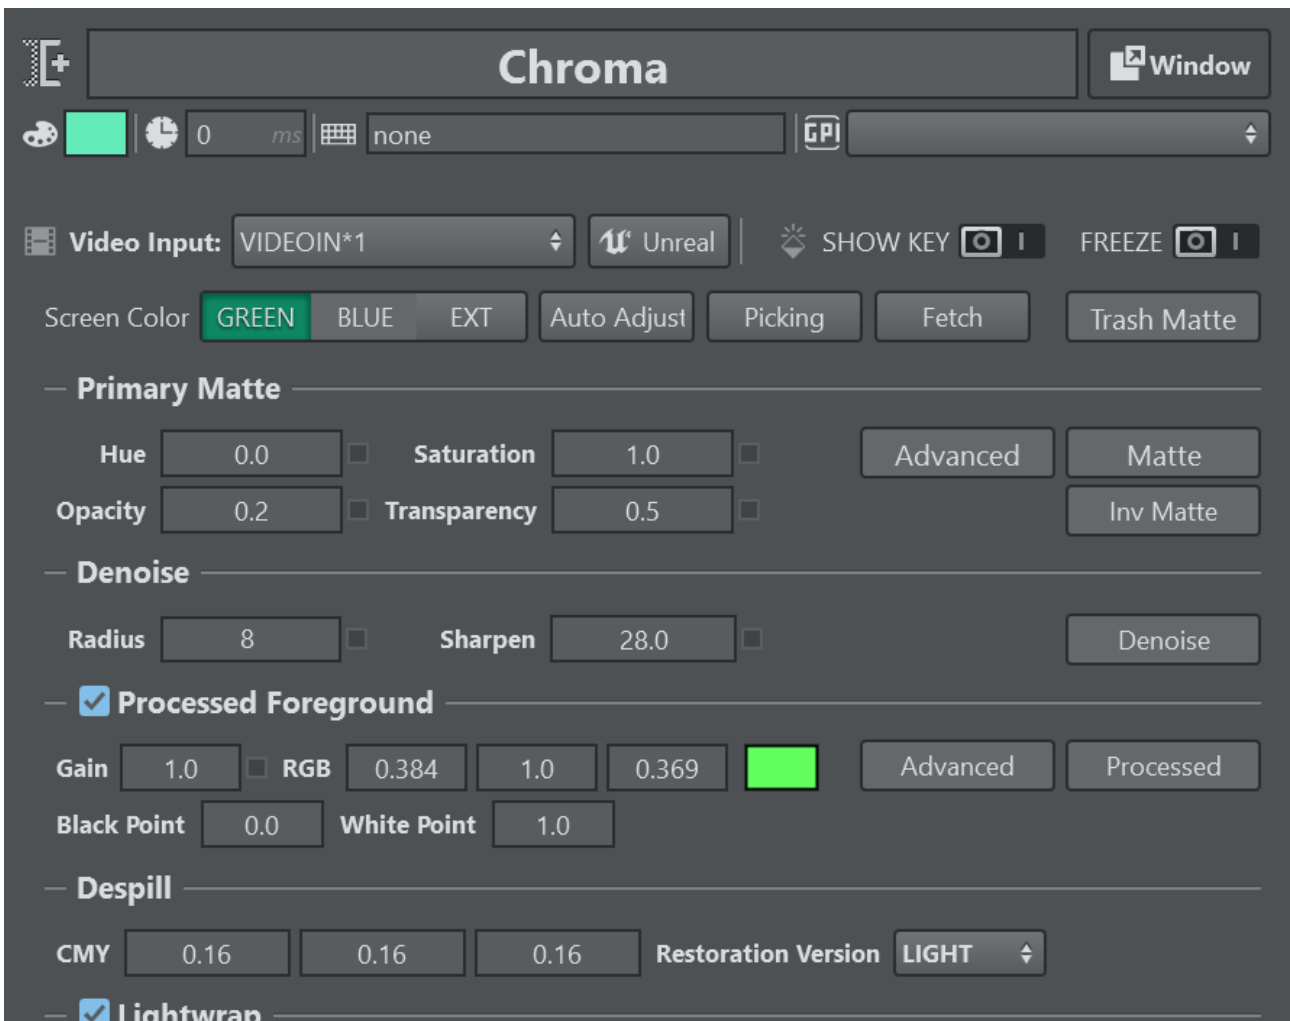 Chroma
Window
0 ms none GPI
Video Input: VIDEOIN*1 Unreal SHOW KEY O I FREEZE O I
Screen Color GREEN BLUE EXT Auto Adjust Picking Fetch Trash Matte
Primary Matte
Hue 0.0 Saturation 1.0 Advanced Matte
Opacity 0.2 Transparency 0.5 Inv Matte
Denoise
Radius 8 Sharpen 28.0 Denoise
Processed Foreground
Gain 1.0 RGB 0.384 1.0 0.369 Advanced Processed
Black Point 0.0 White Point 1.0
Despill
CMY 0.16 0.16 0.16 Restoration Version LIGHT
Lightwrap